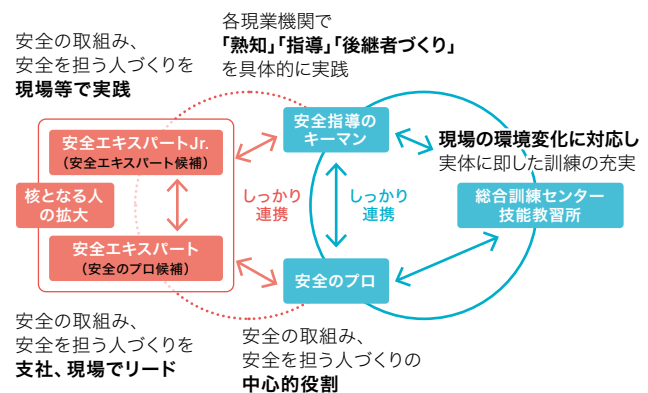 安全の取組み、
安全を担う人づくりを
現場等で実践
各現業機関で
「熟知」「指導」「後継者づくり」
を具体的に実践
安全エキスパートJr.
（安全エキスパート候補）
安全指導の
キーマン
現場の環境変化に対応し
実体に即した訓練の充実
核となる人
の拡大
しっかり
連携
しっかり
連携
総合訓練センター
技能教習所
安全エキスパート
（安全のプロ候補）
安全のプロ
安全の取組み、
安全を担う人づくりを
支社、現場でリード
安全の取組み、
安全を担う人づくりの
中心的役割